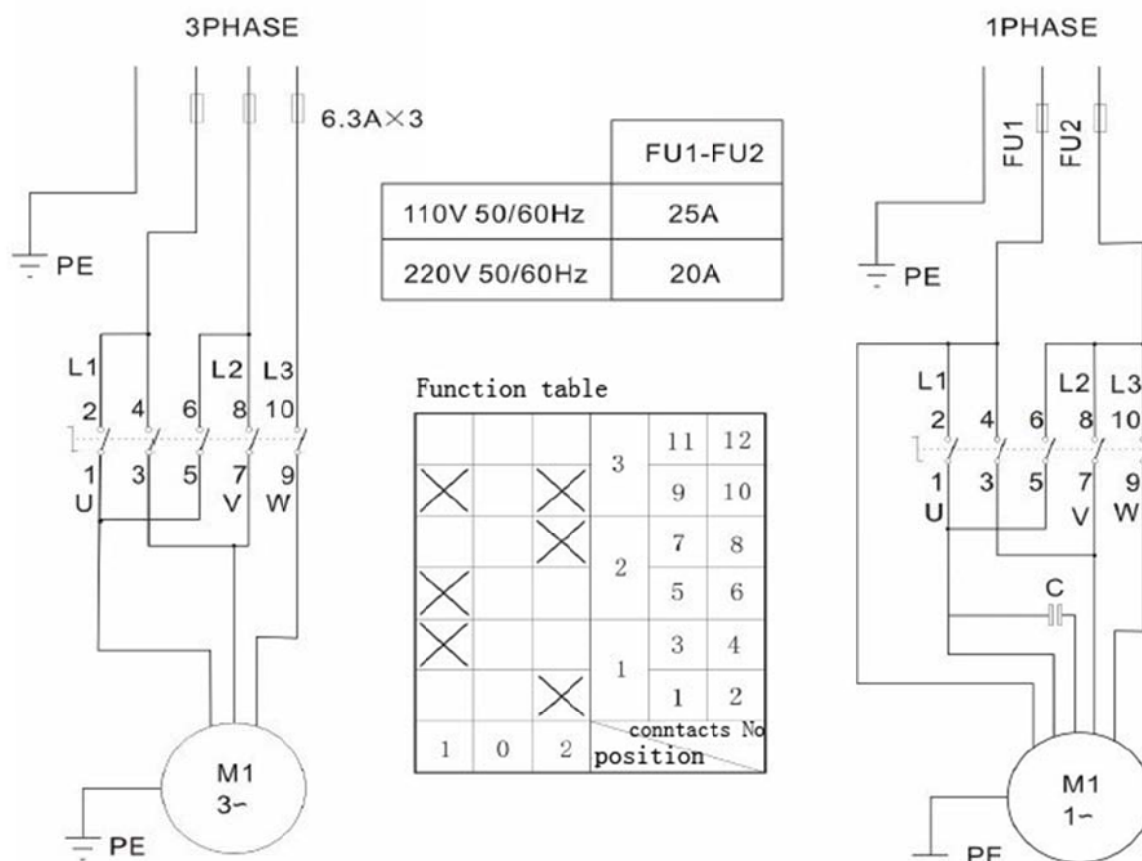 3PHASE
6.3A×3
PE
L1 L2 L3
2 4 6 8 10
1 3 5 7 9
U V W
M1
3~
PE
FU1-FU2
110V 50/60Hz 25A
220V 50/60Hz 20A
Function table
3 11 12
9 10
2 7 8
5 6
1 3 4
1 2
1 0 2 conntacts No
position
1PHASE
FU1 FU2
PE
L1 L2 L3
2 4 6 8 10
1 3 5 7 9
U V W
C
M1
1~
PE